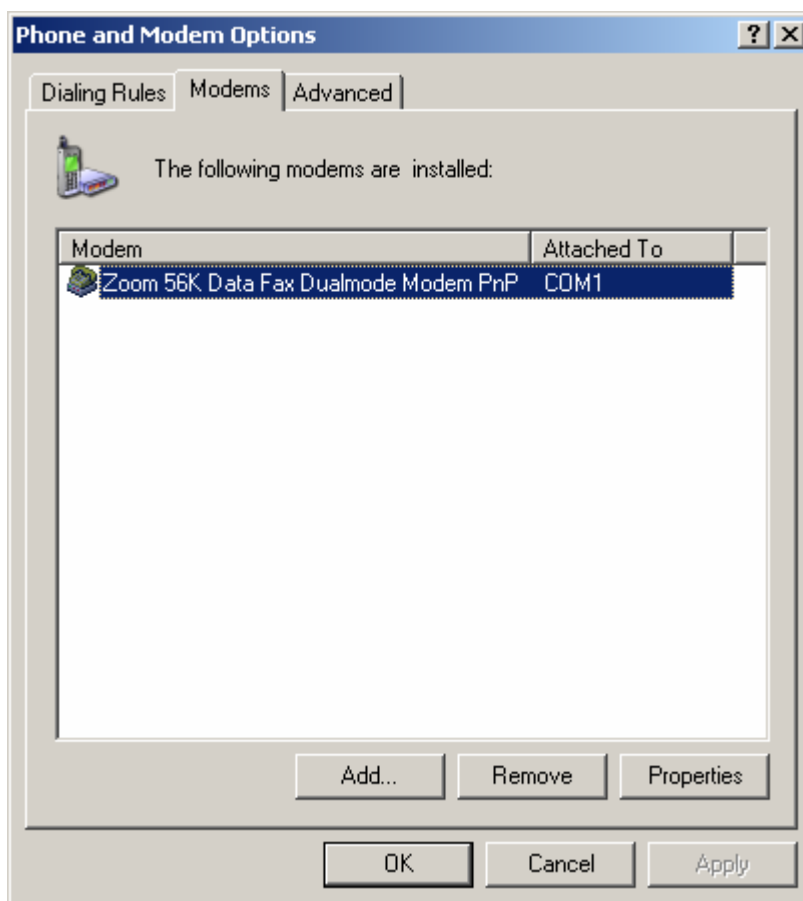 Phone and Modem Options
Dialing Rules Modems Advanced
The following modems are installed:
Modem Attached To
Zoom 56K Data Fax Dualmode Modem PnP COM1
Add... Remove Properties
OK Cancel Apply